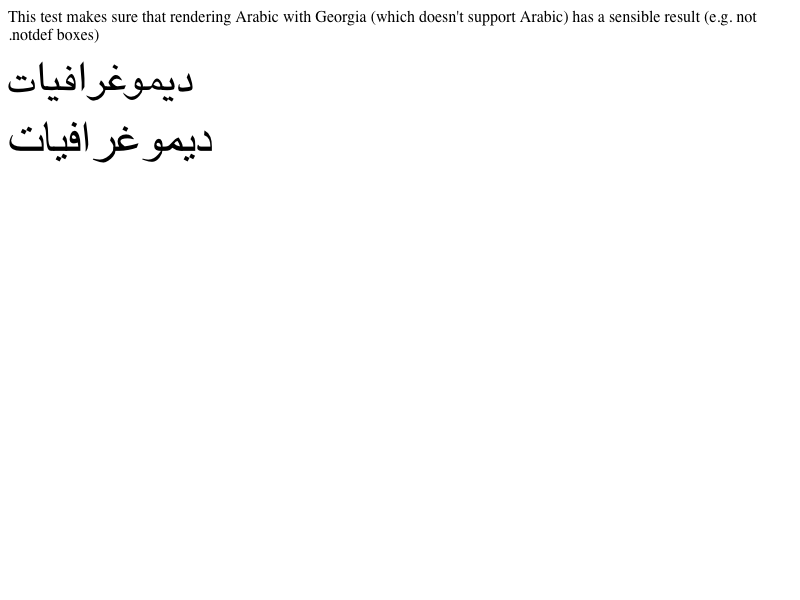 This test makes sure that rendering Arabic with Georgia (which doesn't support Arabic) has a sensible result (e.g. not
.notdef boxes)
ديموغرافيات
ديموغرافيات